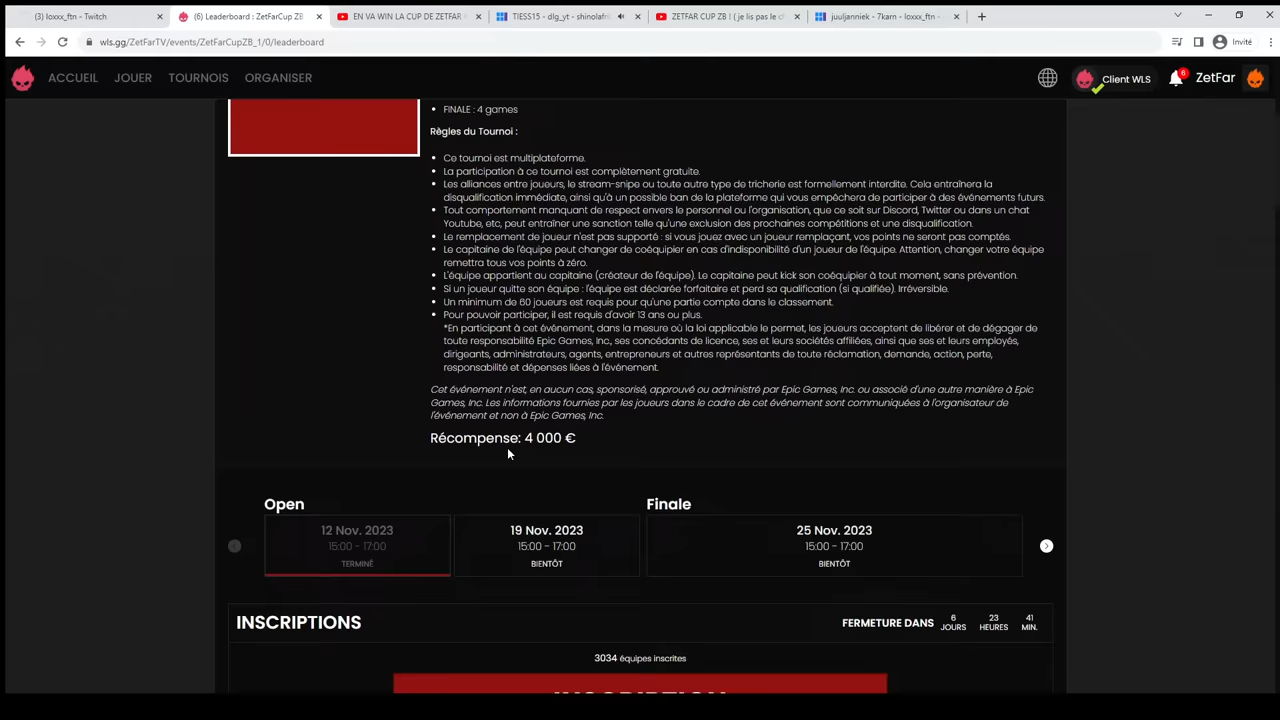 (3) loxxx_ftn - Twitch
(6) Leaderboard : ZetFarCup ZB
EN VA WIN LA CUP DE ZETFAR
TIESS15 - dlg_yt - shinolafr
ZETFAR CUP ZB ! ( je lis pas le c
juuljanniek - 7karn - loxxx_ftn
wls.gg/ZetFarTV/events/ZetFarCupZB_1/0/leaderboard
Invité
ACCUEIL JOUER TOURNOIS ORGANISER
Client WLS
6
ZetFar
• FINALE : 4 games
Règles du Tournoi :
• Ce tournoi est multiplateforme.
• La participation à ce tournoi est complètement gratuite.
• Les alliances entre joueurs, le stream-snipe ou toute autre type de tricherie est formellement interdite. Cela entraînera la
disqualification immédiate, ainsi qu'à un possible ban de la plateforme qui vous empêchera de participer à des événements futurs.
• Tout comportement manquant de respect envers le personnel ou l'organisation, que ce soit sur Discord, Twitter ou dans un chat
Youtube, etc, peut entraîner une sanction telle qu'une exclusion des prochaines compétitions et une disqualification.
• Le remplacement de joueur n'est pas supporté : si vous jouez avec un joueur remplaçant, vos points ne seront pas comptés.
• Le capitaine de l'équipe peut changer de coéquipier en cas d'indisponibilité d'un joueur de l'équipe. Attention, changer votre équipe
remettra tous vos points à zéro.
• L'équipe appartient au capitaine (créateur de l'équipe). Le capitaine peut kick son coéquipier à tout moment, sans prévention.
• Si un joueur quitte son équipe : l'équipe est déclarée forfaitaire et perd sa qualification (si qualifiée). Irréversible.
• Un minimum de 60 joueurs est requis pour qu'une partie compte dans le classement.
• Pour pouvoir participer, il est requis d'avoir 13 ans ou plus.
*En participant à cet événement, dans la mesure où la loi applicable le permet, les joueurs acceptent de libérer et de dégager de
toute responsabilité Epic Games, Inc., ses concédants de licence, ses et leurs sociétés affiliées, ainsi que ses et leurs employés,
dirigeants, administrateurs, agents, entrepreneurs et autres représentants de toute réclamation, demande, action, perte,
responsabilité et dépenses liées à l'événement.
Cet événement n'est, en aucun cas, sponsorisé, approuvé ou administré par Epic Games, Inc. ou associé d'une autre manière à Epic
Games, Inc. Les informations fournies par les joueurs dans le cadre de cet événement sont communiquées à l'organisateur de
l'événement et non à Epic Games, Inc.
Récompense: 4 000 €
Open
Finale
12 Nov. 2023
15:00 - 17:00
TERMINÉ
19 Nov. 2023
15:00 - 17:00
BIENTÔT
25 Nov. 2023
15:00 - 17:00
BIENTÔT
INSCRIPTIONS
FERMETURE DANS
6 JOURS
23 HEURES
41 MIN.
3034 équipes inscrites
INSCRIPTION